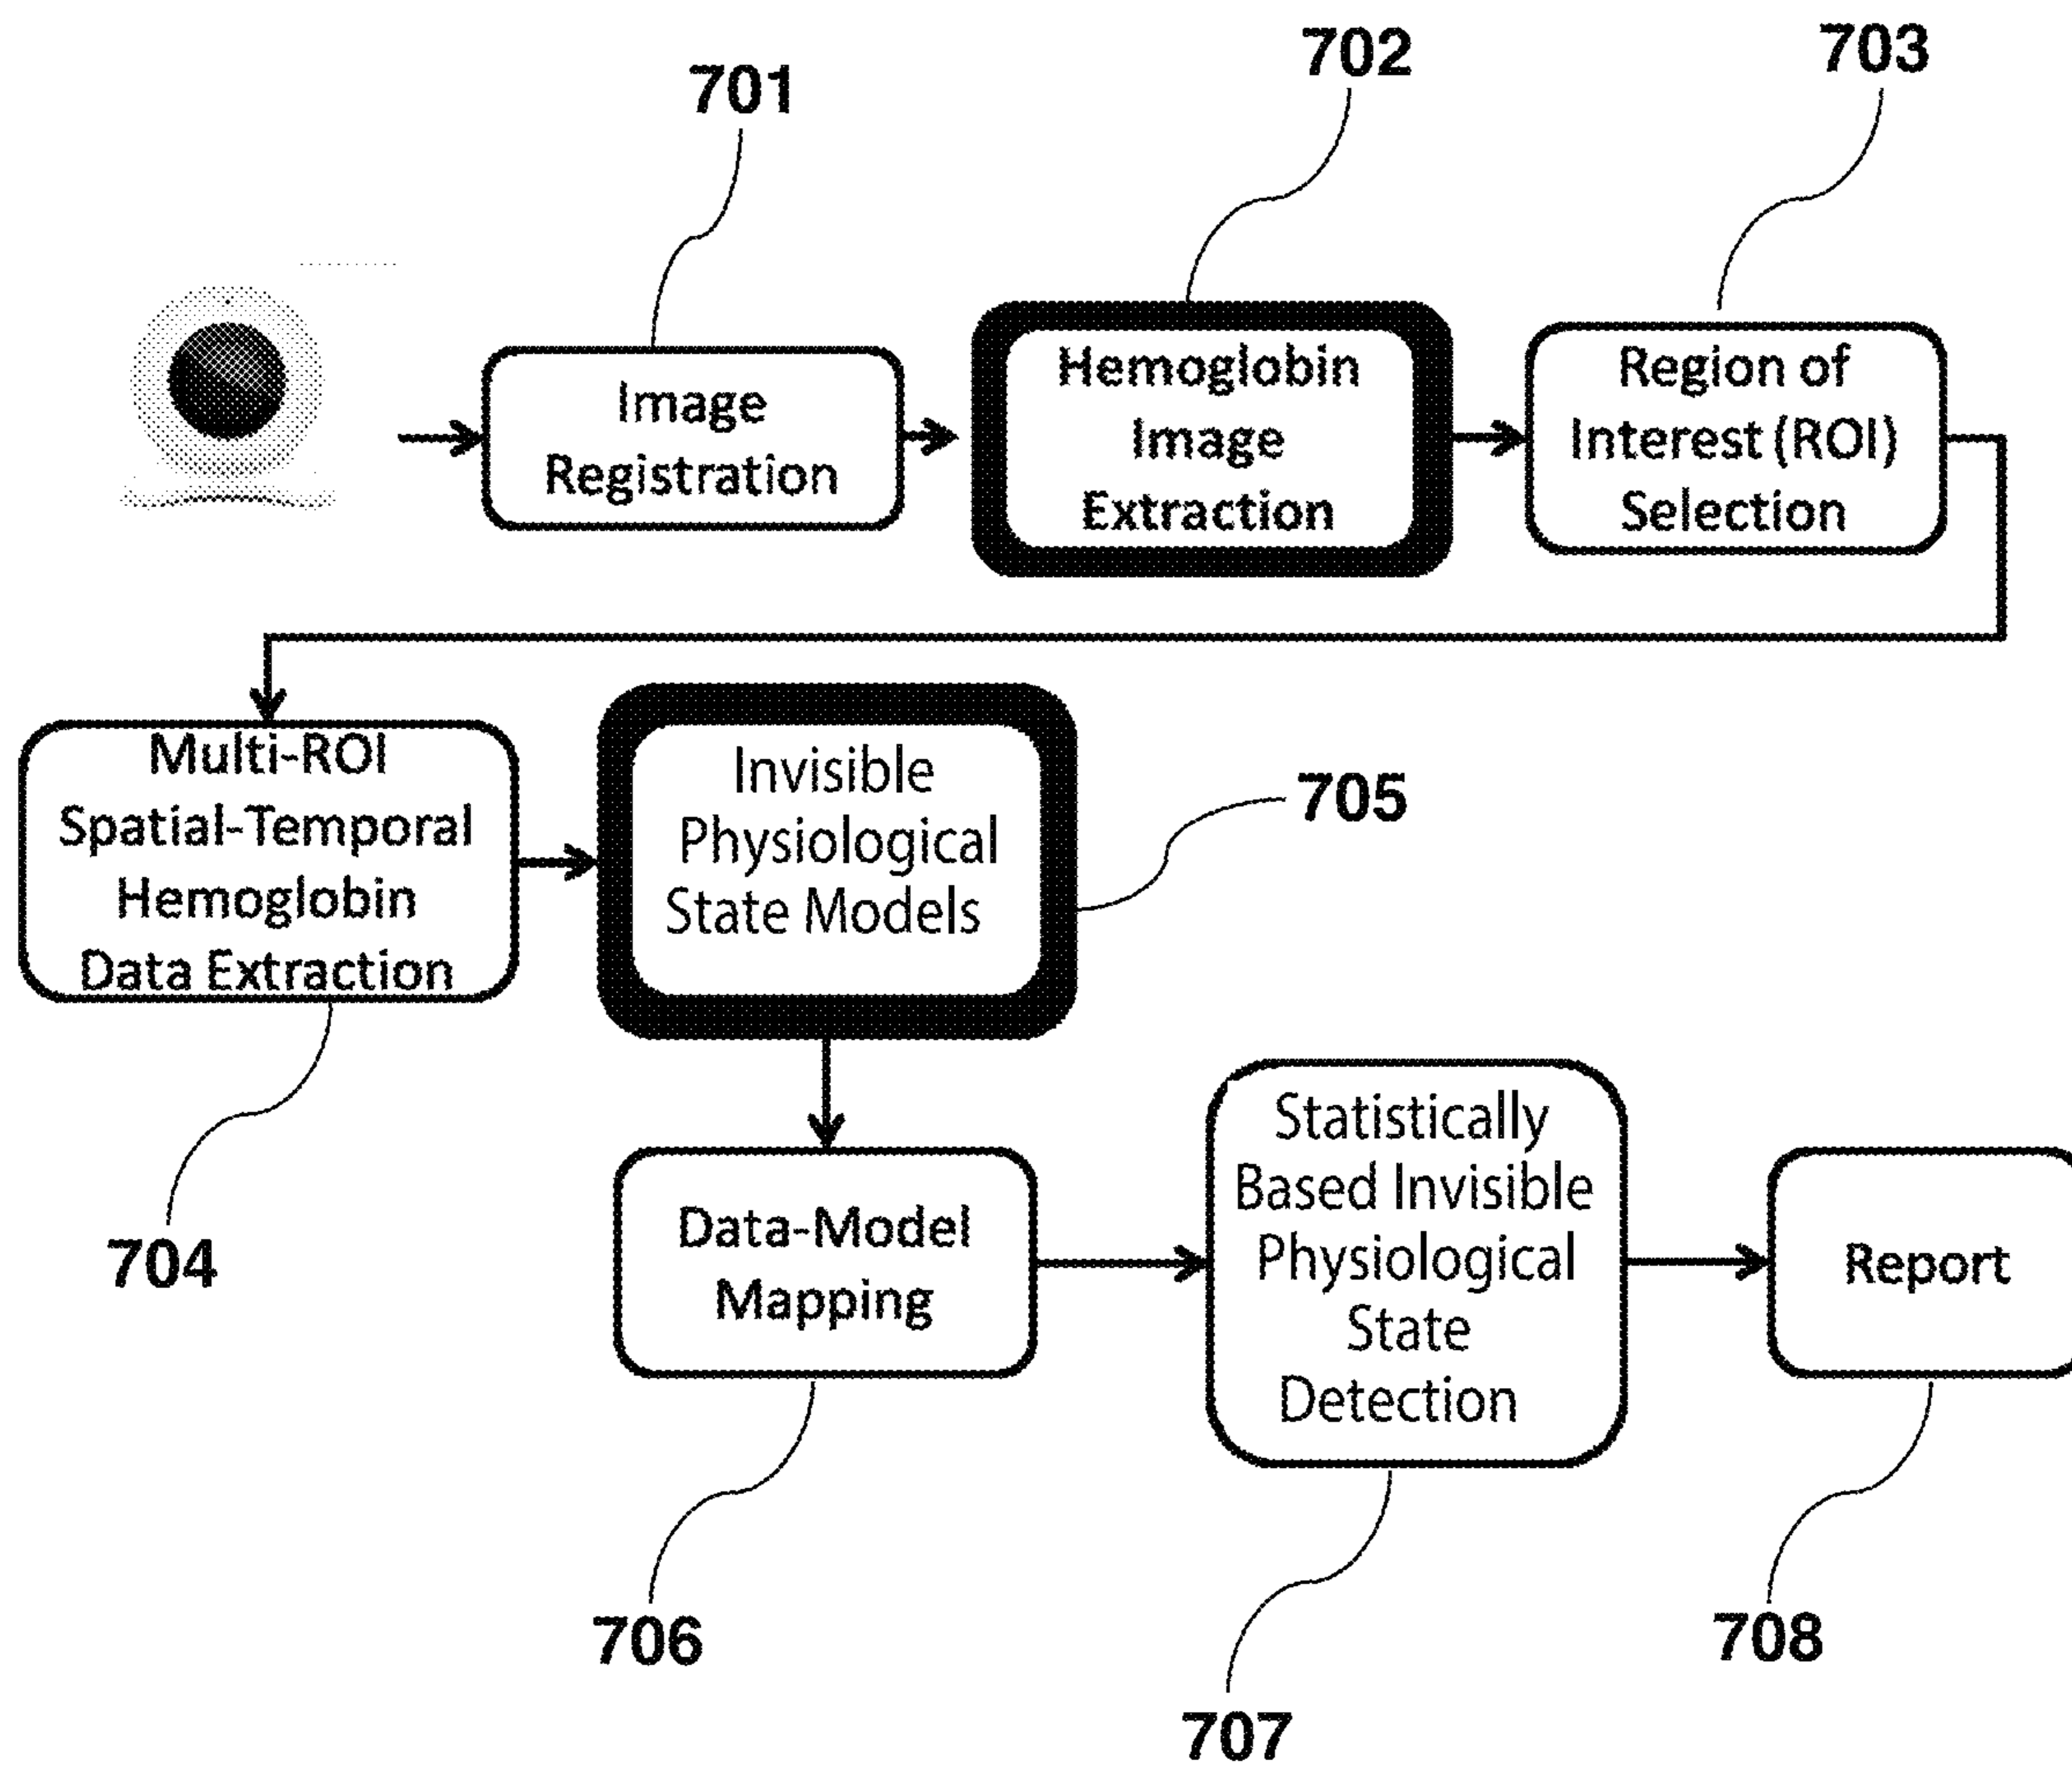 701
702
703
Image
Registration
Hemoglobin
Image
Extraction
Region of
Interest (ROI)
Selection
Multi-ROI
Spatial-Temporal
Hemoglobin
Data Extraction
Invisible
Physiological
State Models
705
704
Data-Model
Mapping
Statistically
Based Invisible
Physiological
State
Detection
Report
706
707
708